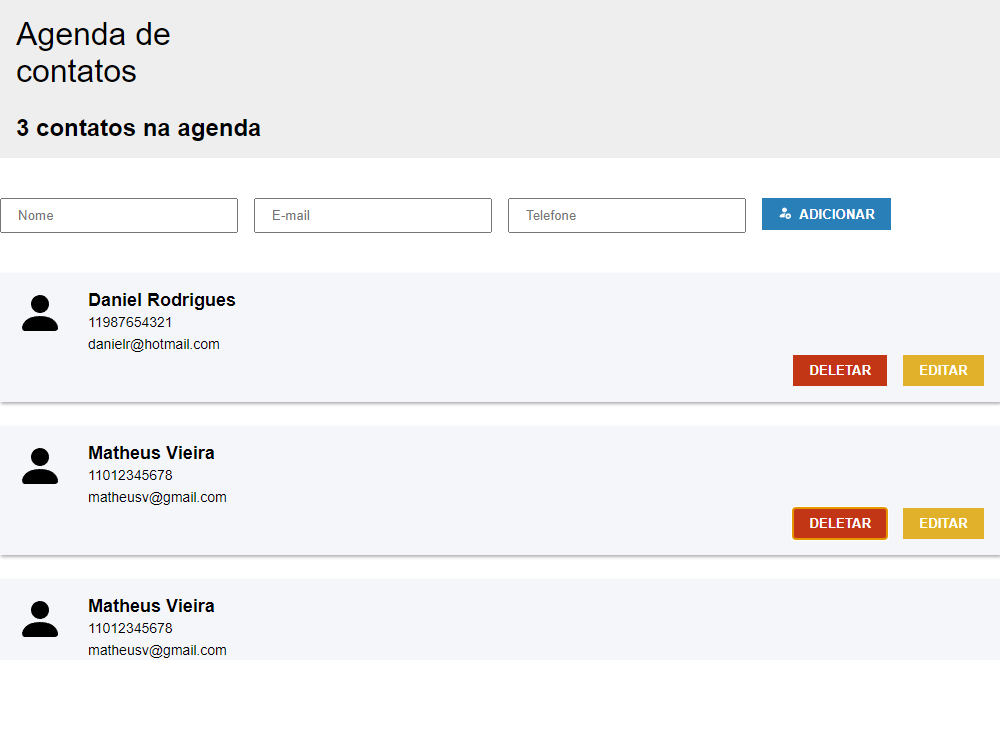 Agenda de
contatos
3 contatos na agenda
Nome E-mail Telefone ADICIONAR
Daniel Rodrigues
11987654321
danielr@hotmail.com
DELETAR EDITAR
Matheus Vieira
11012345678
matheusv@gmail.com
DELETAR EDITAR
Matheus Vieira
11012345678
matheusv@gmail.com